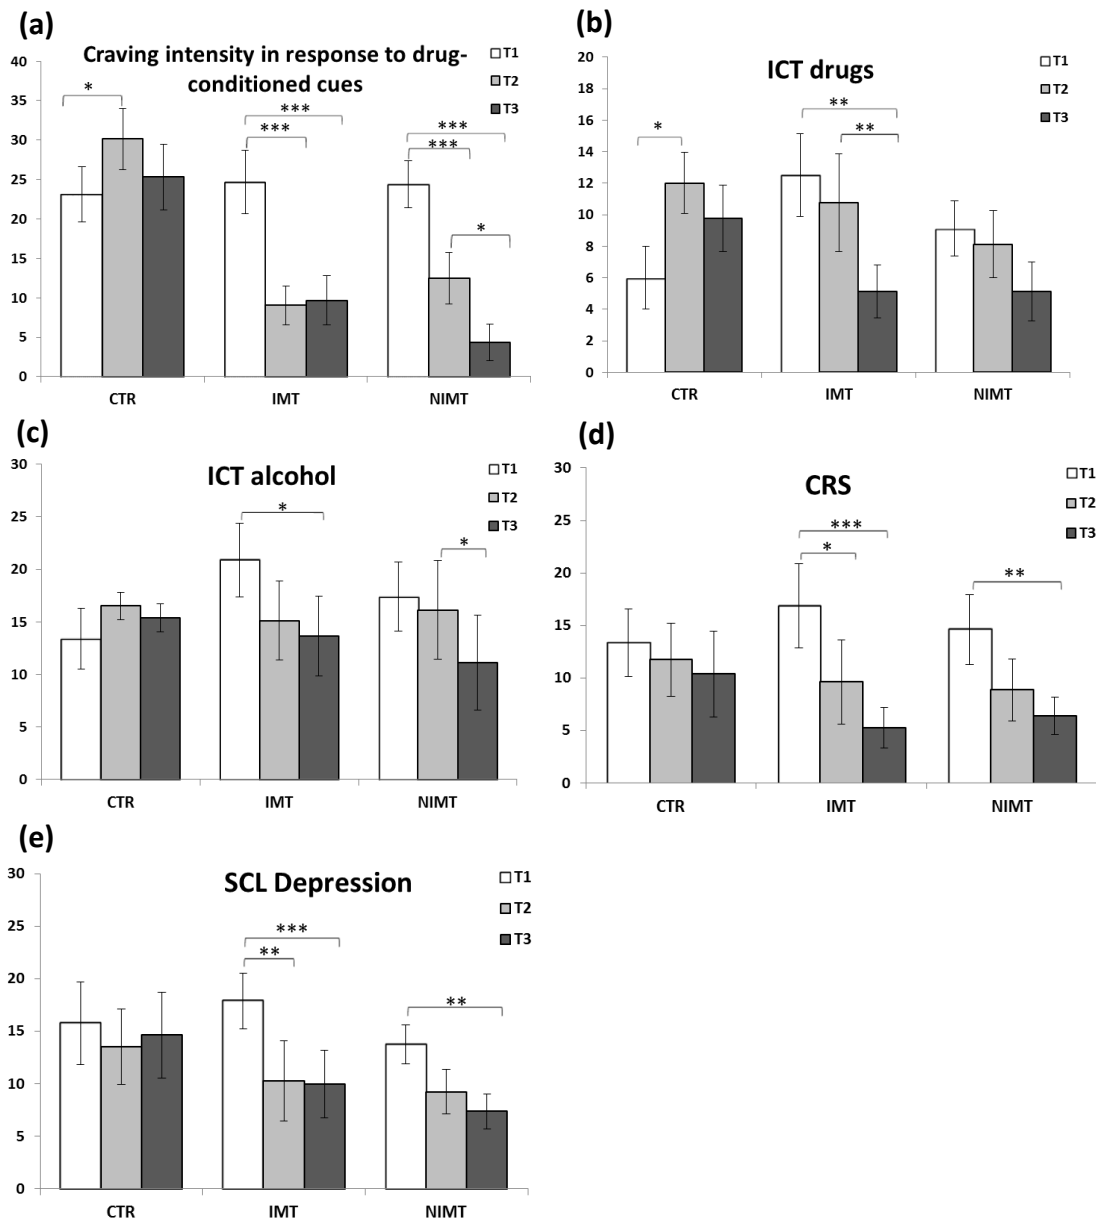 (a)
Craving intensity in response to drug-
conditioned cues
T1
T2
T3
40
35
30
25
20
15
10
5
0
*
***
***
***
***
*
CTR IMT NIMT
(b)
ICT drugs
T1
T2
T3
20
18
16
14
12
10
8
6
4
2
0
*
**
**
CTR IMT NIMT
(c)
ICT alcohol
T1
T2
T3
30
25
20
15
10
5
0
*
*
CTR IMT NIMT
(d)
CRS
T1
T2
T3
30
25
20
15
10
5
0
***
*
**
CTR IMT NIMT
(e)
SCL Depression
T1
T2
T3
30
25
20
15
10
5
0
***
**
**
CTR IMT NIMT